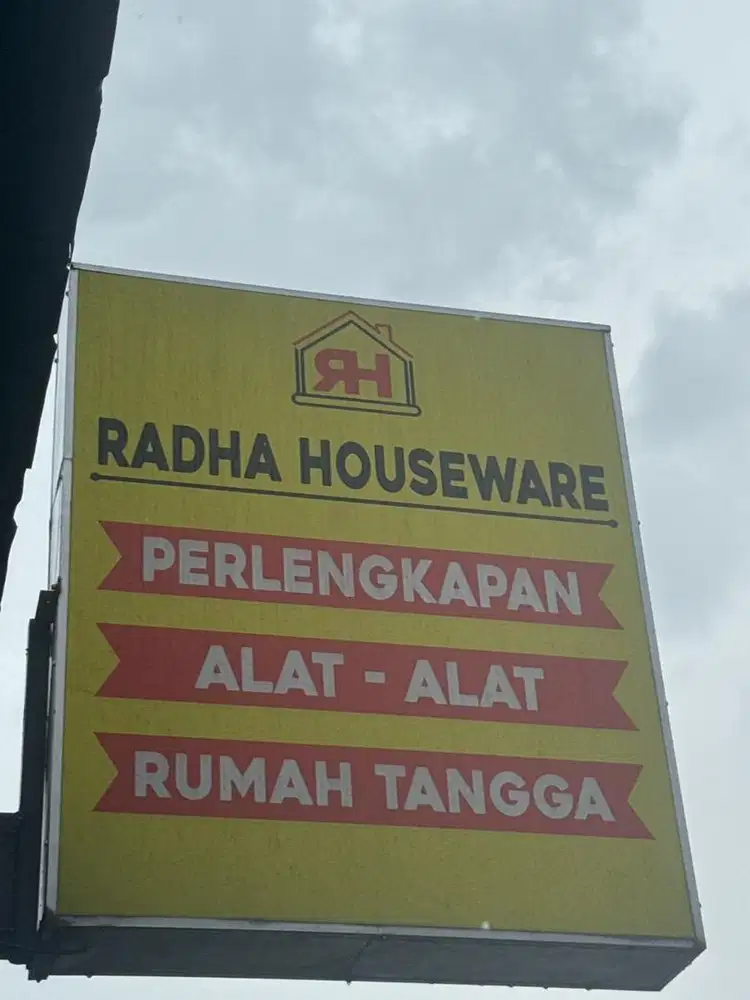 RH
RADHA HOUSEWARE
PERLENGKAPAN
ALAT - ALAT
RUMAH TANGGA